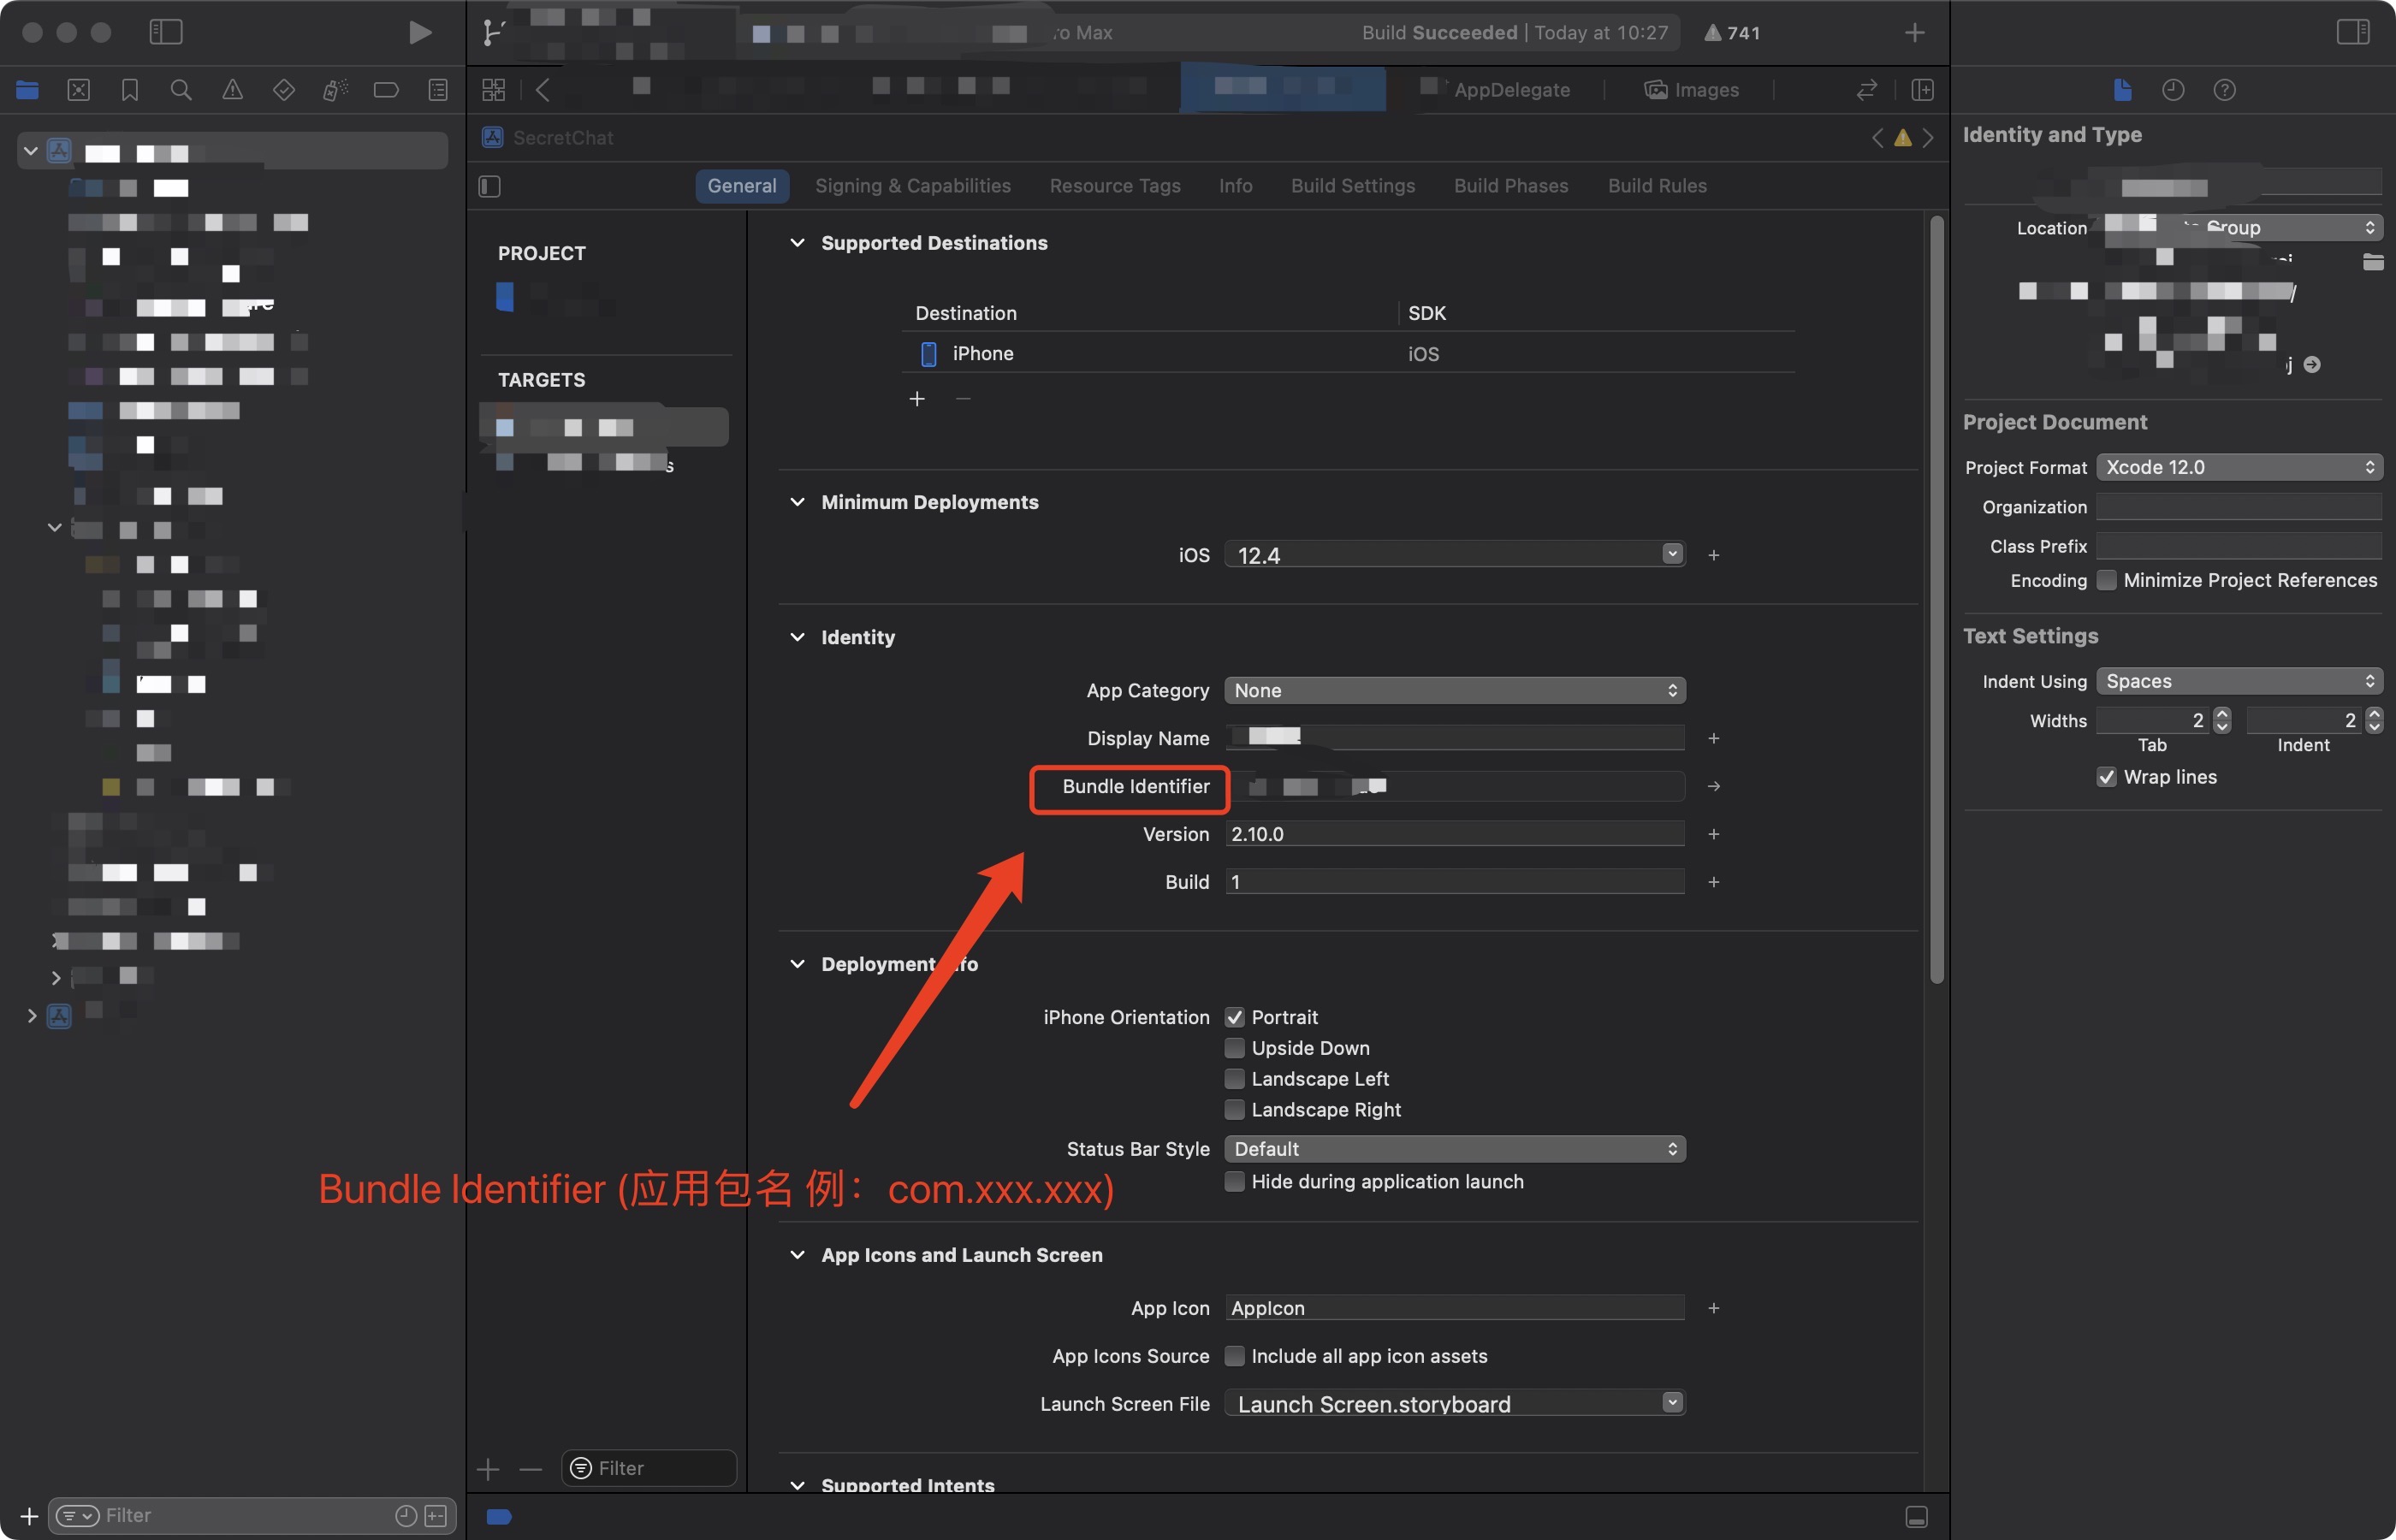 ro Max
Build Succeeded | Today at 10:27
741
AppDelegate
Images
SecretChat
General
Signing & Capabilities
Resource Tags
Info
Build Settings
Build Phases
Build Rules
PROJECT
TARGETS
Filter
Supported Destinations
Destination
SDK
iPhone
iOS
Minimum Deployments
iOS
12.4
Identity
App Category
None
Display Name
Bundle Identifier
Version
2.10.0
Build
1
Deployment Info
iPhone Orientation
Portrait
Upside Down
Landscape Left
Landscape Right
Status Bar Style
Default
Hide during application launch
Bundle Identifier (应用包名 例：com.xxx.xxx)
App Icons and Launch Screen
App Icon
AppIcon
App Icons Source
Include all app icon assets
Launch Screen File
Launch Screen.storyboard
Supported Intents
Filter
Identity and Type
Location
Group
Project Document
Project Format
Xcode 12.0
Organization
Class Prefix
Encoding
Minimize Project References
Text Settings
Indent Using
Spaces
Widths
2
2
Tab
Indent
Wrap lines